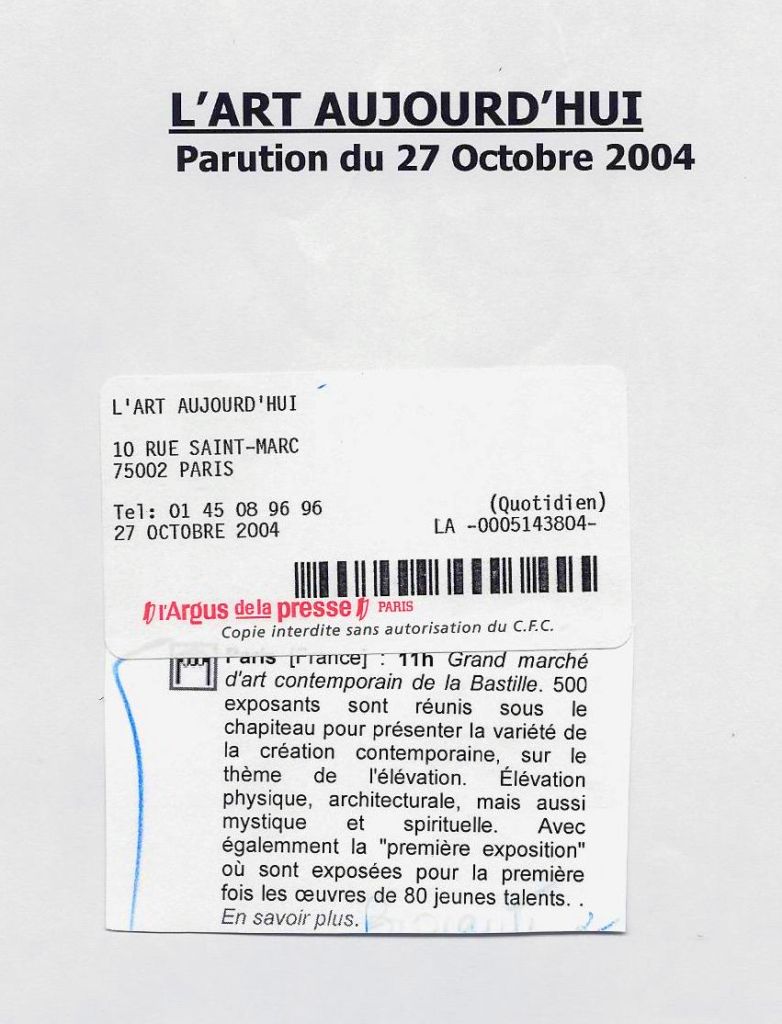 L'ART AUJOURD'HUI
Parution du 27 Octobre 2004
L'ART AUJOURD'HUI
10 RUE SAINT-MARC
75002 PARIS
Tel: 01 45 08 96 96 (Quotidien)
27 OCTOBRE 2004 LA -0005143804-
l'Argus de la presse PARIS
Copie interdite sans autorisation du C.F.C.
Paris [France] : 11h Grand marché
d'art contemporain de la Bastille. 500
exposants sont réunis sous le
chapiteau pour présenter la variété de
la création contemporaine, sur le
thème de l'élévation. Élévation
physique, architecturale, mais aussi
mystique et spirituelle. Avec
égalemment la "première exposition"
où sont exposées pour la première
fois les œuvres de 80 jeunes talents. .
En savoir plus.